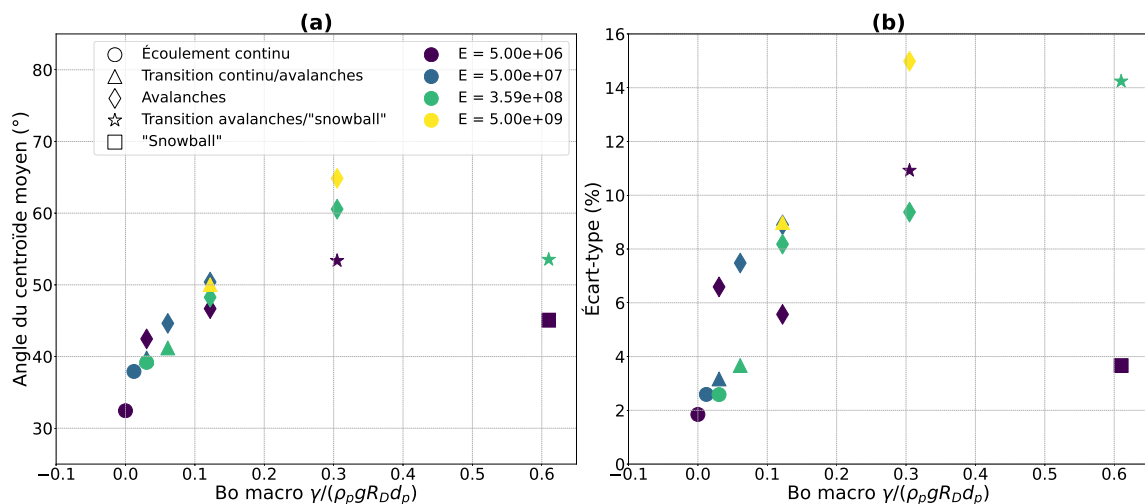 (a)
Angle du centroïde moyen (°)
80
70
60
50
40
30
Écoulement continu
Transition continu/avalanches
Avalanches
Transition avalanches/"snowball"
"Snowball"
E = 5.00e+06
E = 5.00e+07
E = 3.59e+08
E = 5.00e+09
−0.1 0.0 0.1 0.2 0.3 0.4 0.5 0.6
Bo macro γ/(ρpgRDdp)
(b)
Écart-type (%)
16
14
12
10
8
6
4
2
0
−0.1 0.0 0.1 0.2 0.3 0.4 0.5 0.6
Bo macro γ/(ρpgRDdp)